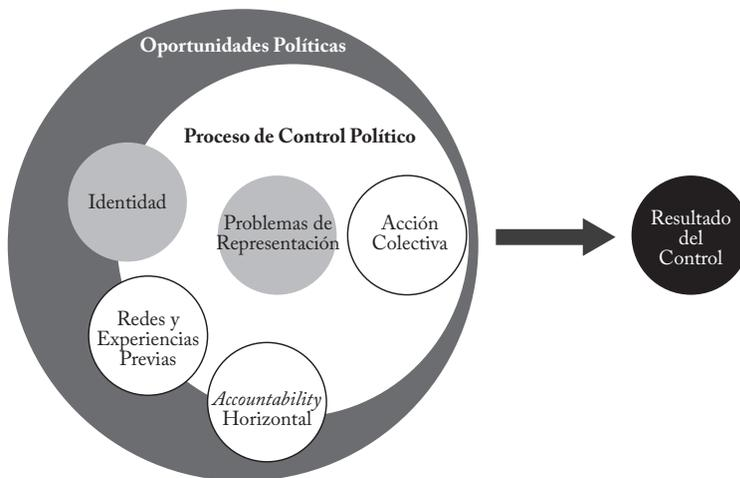 Oportunidades Políticas
Proceso de Control Político
Identidad
Problemas de
Representación
Acción
Colectiva
Redes y
Experiencias
Previas
Accountability
Horizontal
Resultado
del
Control